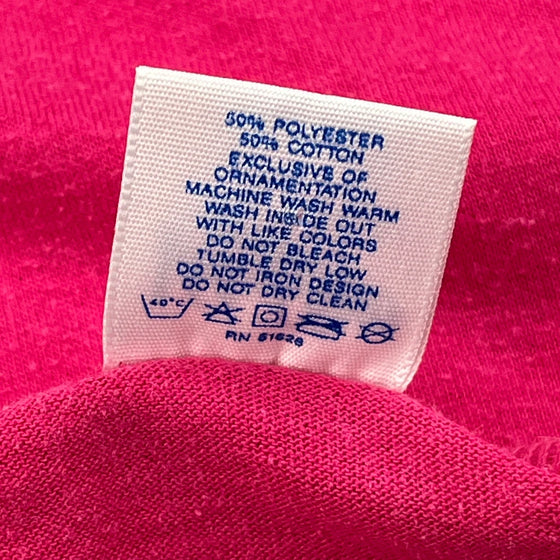 50% POLYESTER
50% COTTON
EXCLUSIVE OF
ORNAMENTATION
MACHINE WASH WARM
WASH INSIDE OUT
WITH LIKE COLORS
DO NOT BLEACH
TUMBLE DRY LOW
DO NOT IRON DESIGN
DO NOT DRY CLEAN
40°C
RN 51628